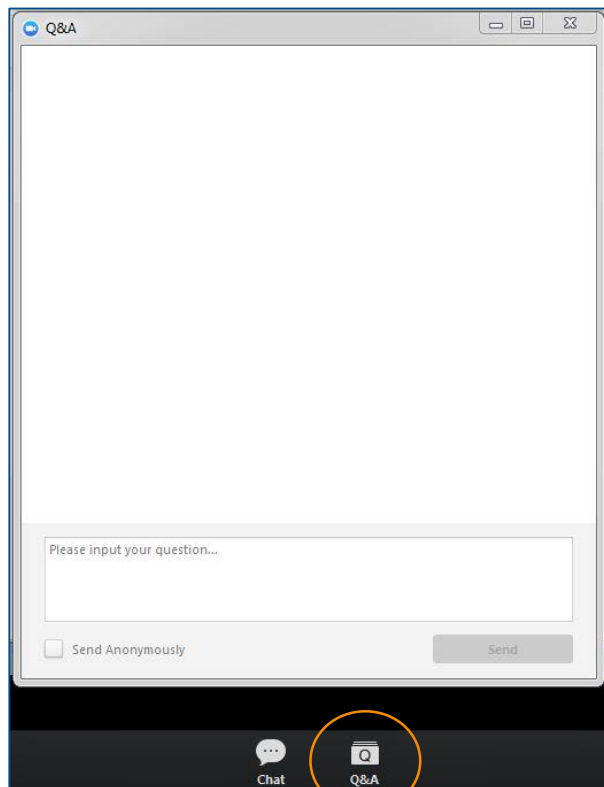 Q&A
Please input your question...
Send Anonymously
Send
Q
Chat
Q&A